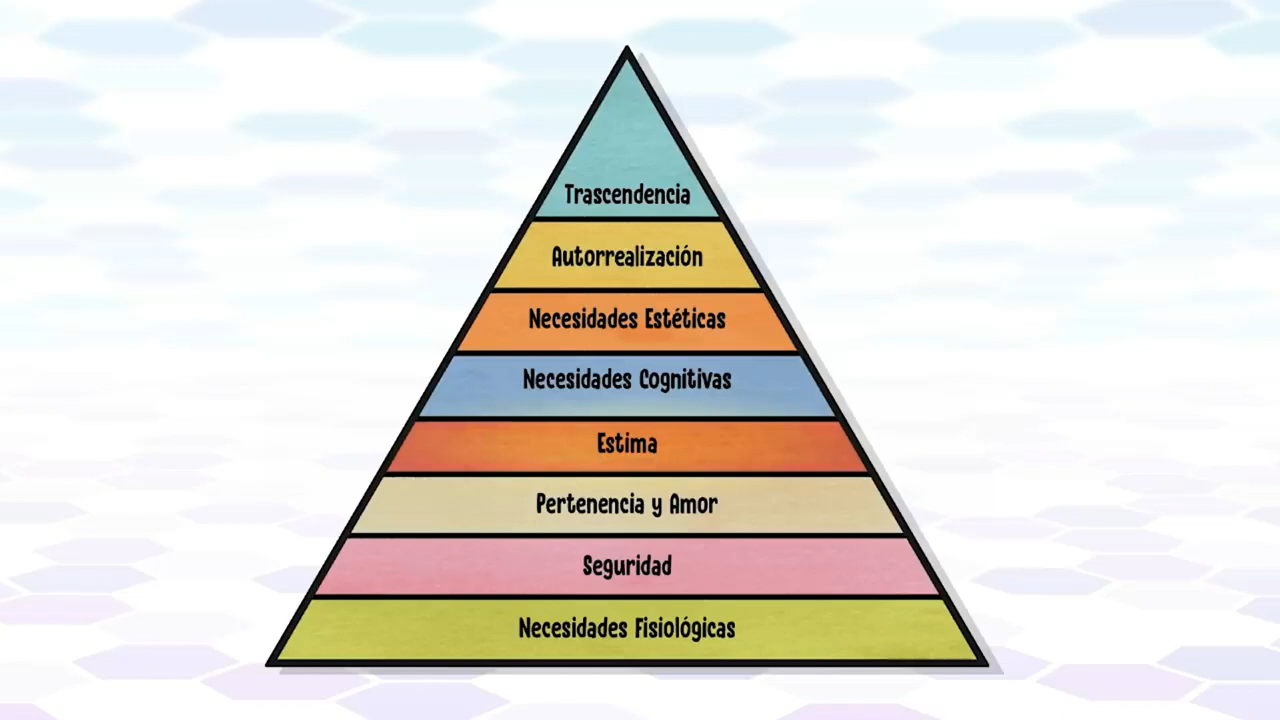 Trascendencia
Autorrealización
Necesidades Estéticas
Necesidades Cognitivas
Estima
Pertenencia y Amor
Seguridad
Necesidades Fisiológicas